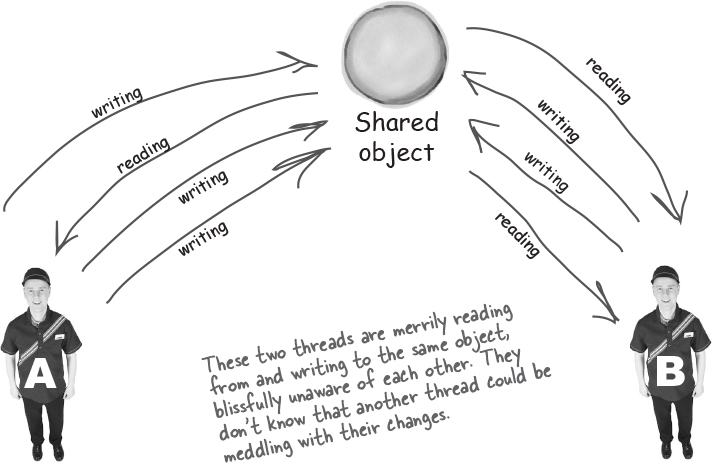 writing
reading
writing
writing
Shared
object
reading
writing
writing
reading
A
B
These two threads are merrily reading
from and writing to the same object,
blissfully unaware of each other. They
don't know that another thread could be
meddling with their changes.